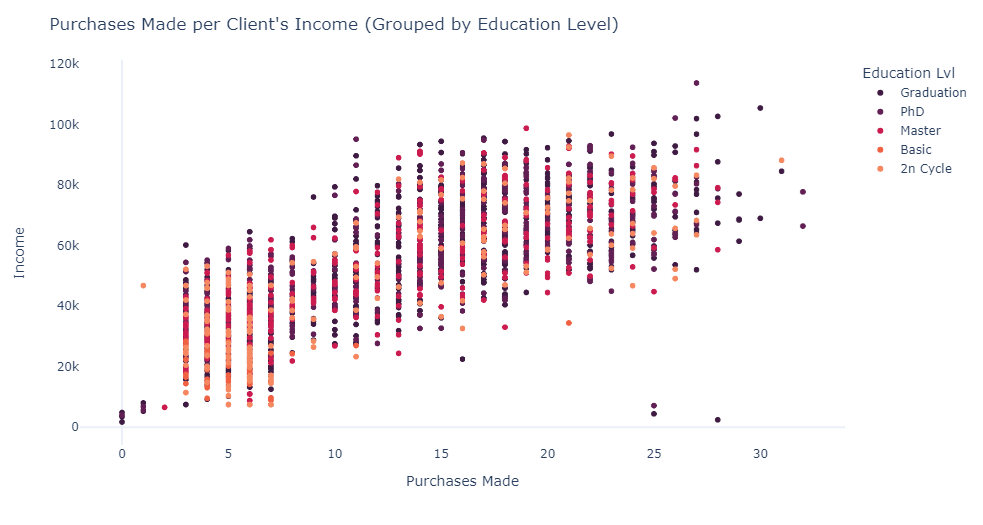 Purchases Made per Client's Income (Grouped by Education Level)
120k
100k
80k
60k
40k
20k
0
Income
0 5 10 15 20 25 30
Purchases Made
Education Lvl
Graduation
PhD
Master
Basic
2n Cycle